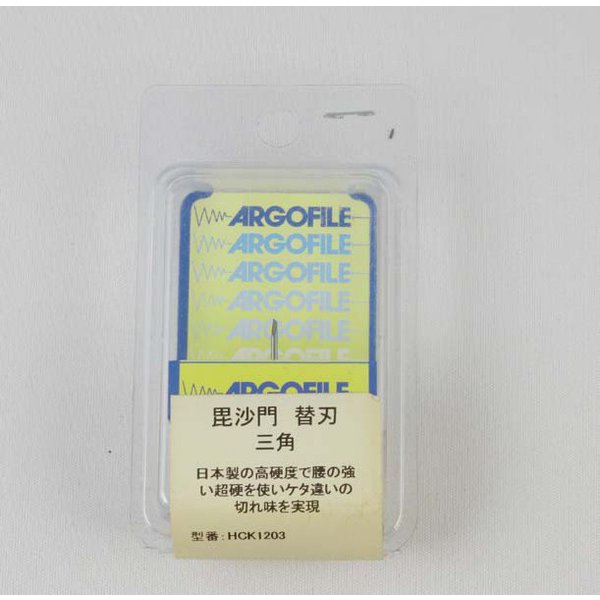 ARGOFILE
ARGOFILE
ARGOFILE
ARGOFILE
ARGOFILE
ARGOFILE
ARGOFILE
毘沙門 替刃
三角
日本製の高硬度で腰の強
い超硬を使いケタ違いの
切れ味を実現
型番:HCK1203